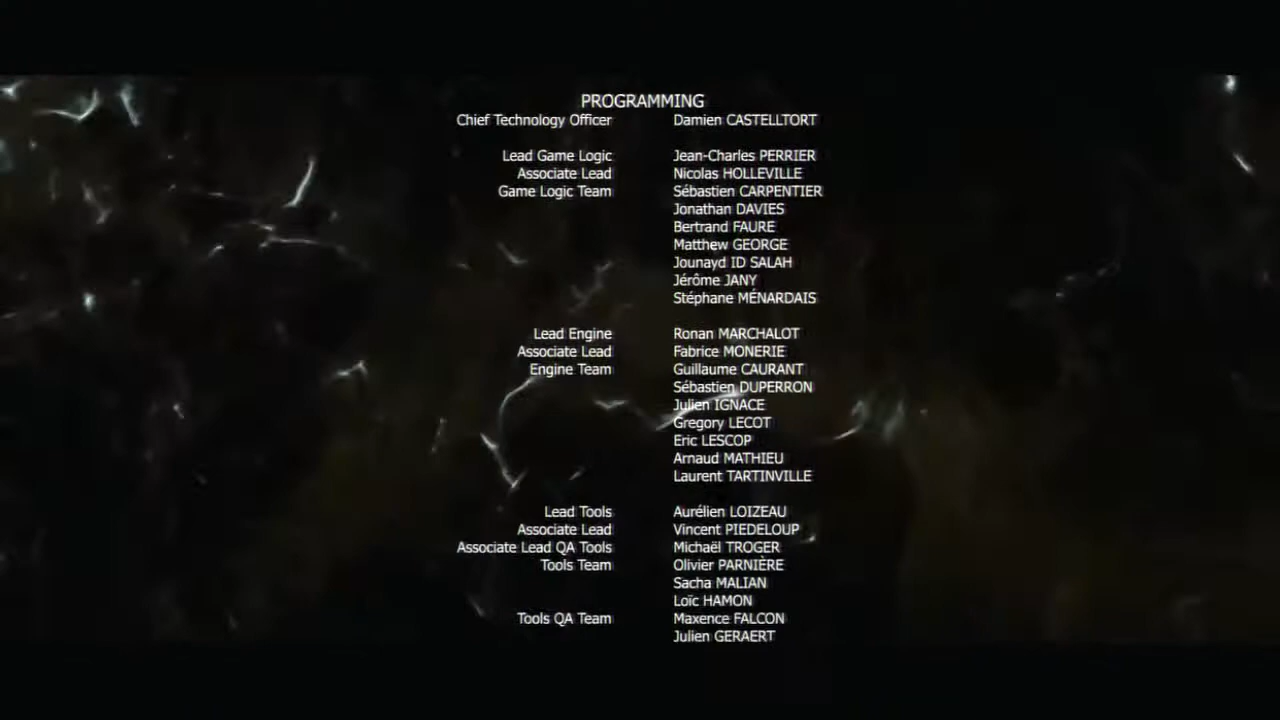 PROGRAMMING
Chief Technology Officer Damien CASTELLTORT
Lead Game Logic Jean-Charles PERRIER
Associate Lead Nicolas HOLLEVILLE
Game Logic Team Sébastien CARPENTIER
Jonathan DAVIES
Bertrand FAURE
Matthew GEORGE
Jounayd ID SALAH
Jérôme JANY
Stéphane MÉNARDAIS
Lead Engine Ronan MARCHALOT
Associate Lead Fabrice MONERIE
Engine Team Guillaume CAURANT
Sébastien DUPERRON
Julien IGNACE
Gregory LECOT
Eric LESCOP
Arnaud MATHIEU
Laurent TARTINVILLE
Lead Tools Aurélien LOIZEAU
Associate Lead Vincent PIEDELOUP
Associate Lead QA Tools Michaël TROGER
Tools Team Olivier PARNIÈRE
Sacha MALIAN
Loïc HAMON
Tools QA Team Maxence FALCON
Julien GERAERT